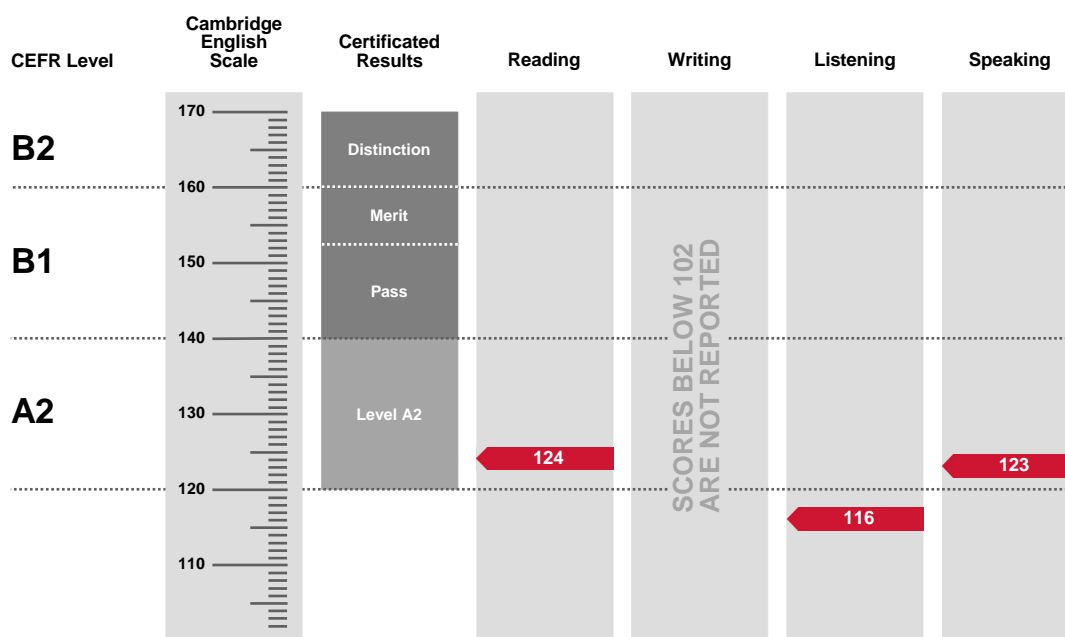 CEFR Level
Cambridge
English
Scale
Certificated
Results
Reading
Writing
Listening
Speaking
170
B2
Distinction
160
Merit
B1
150
Pass
140
A2
130
Level A2
124
123
120
116
110
SCORES BELOW 102
ARE NOT REPORTED